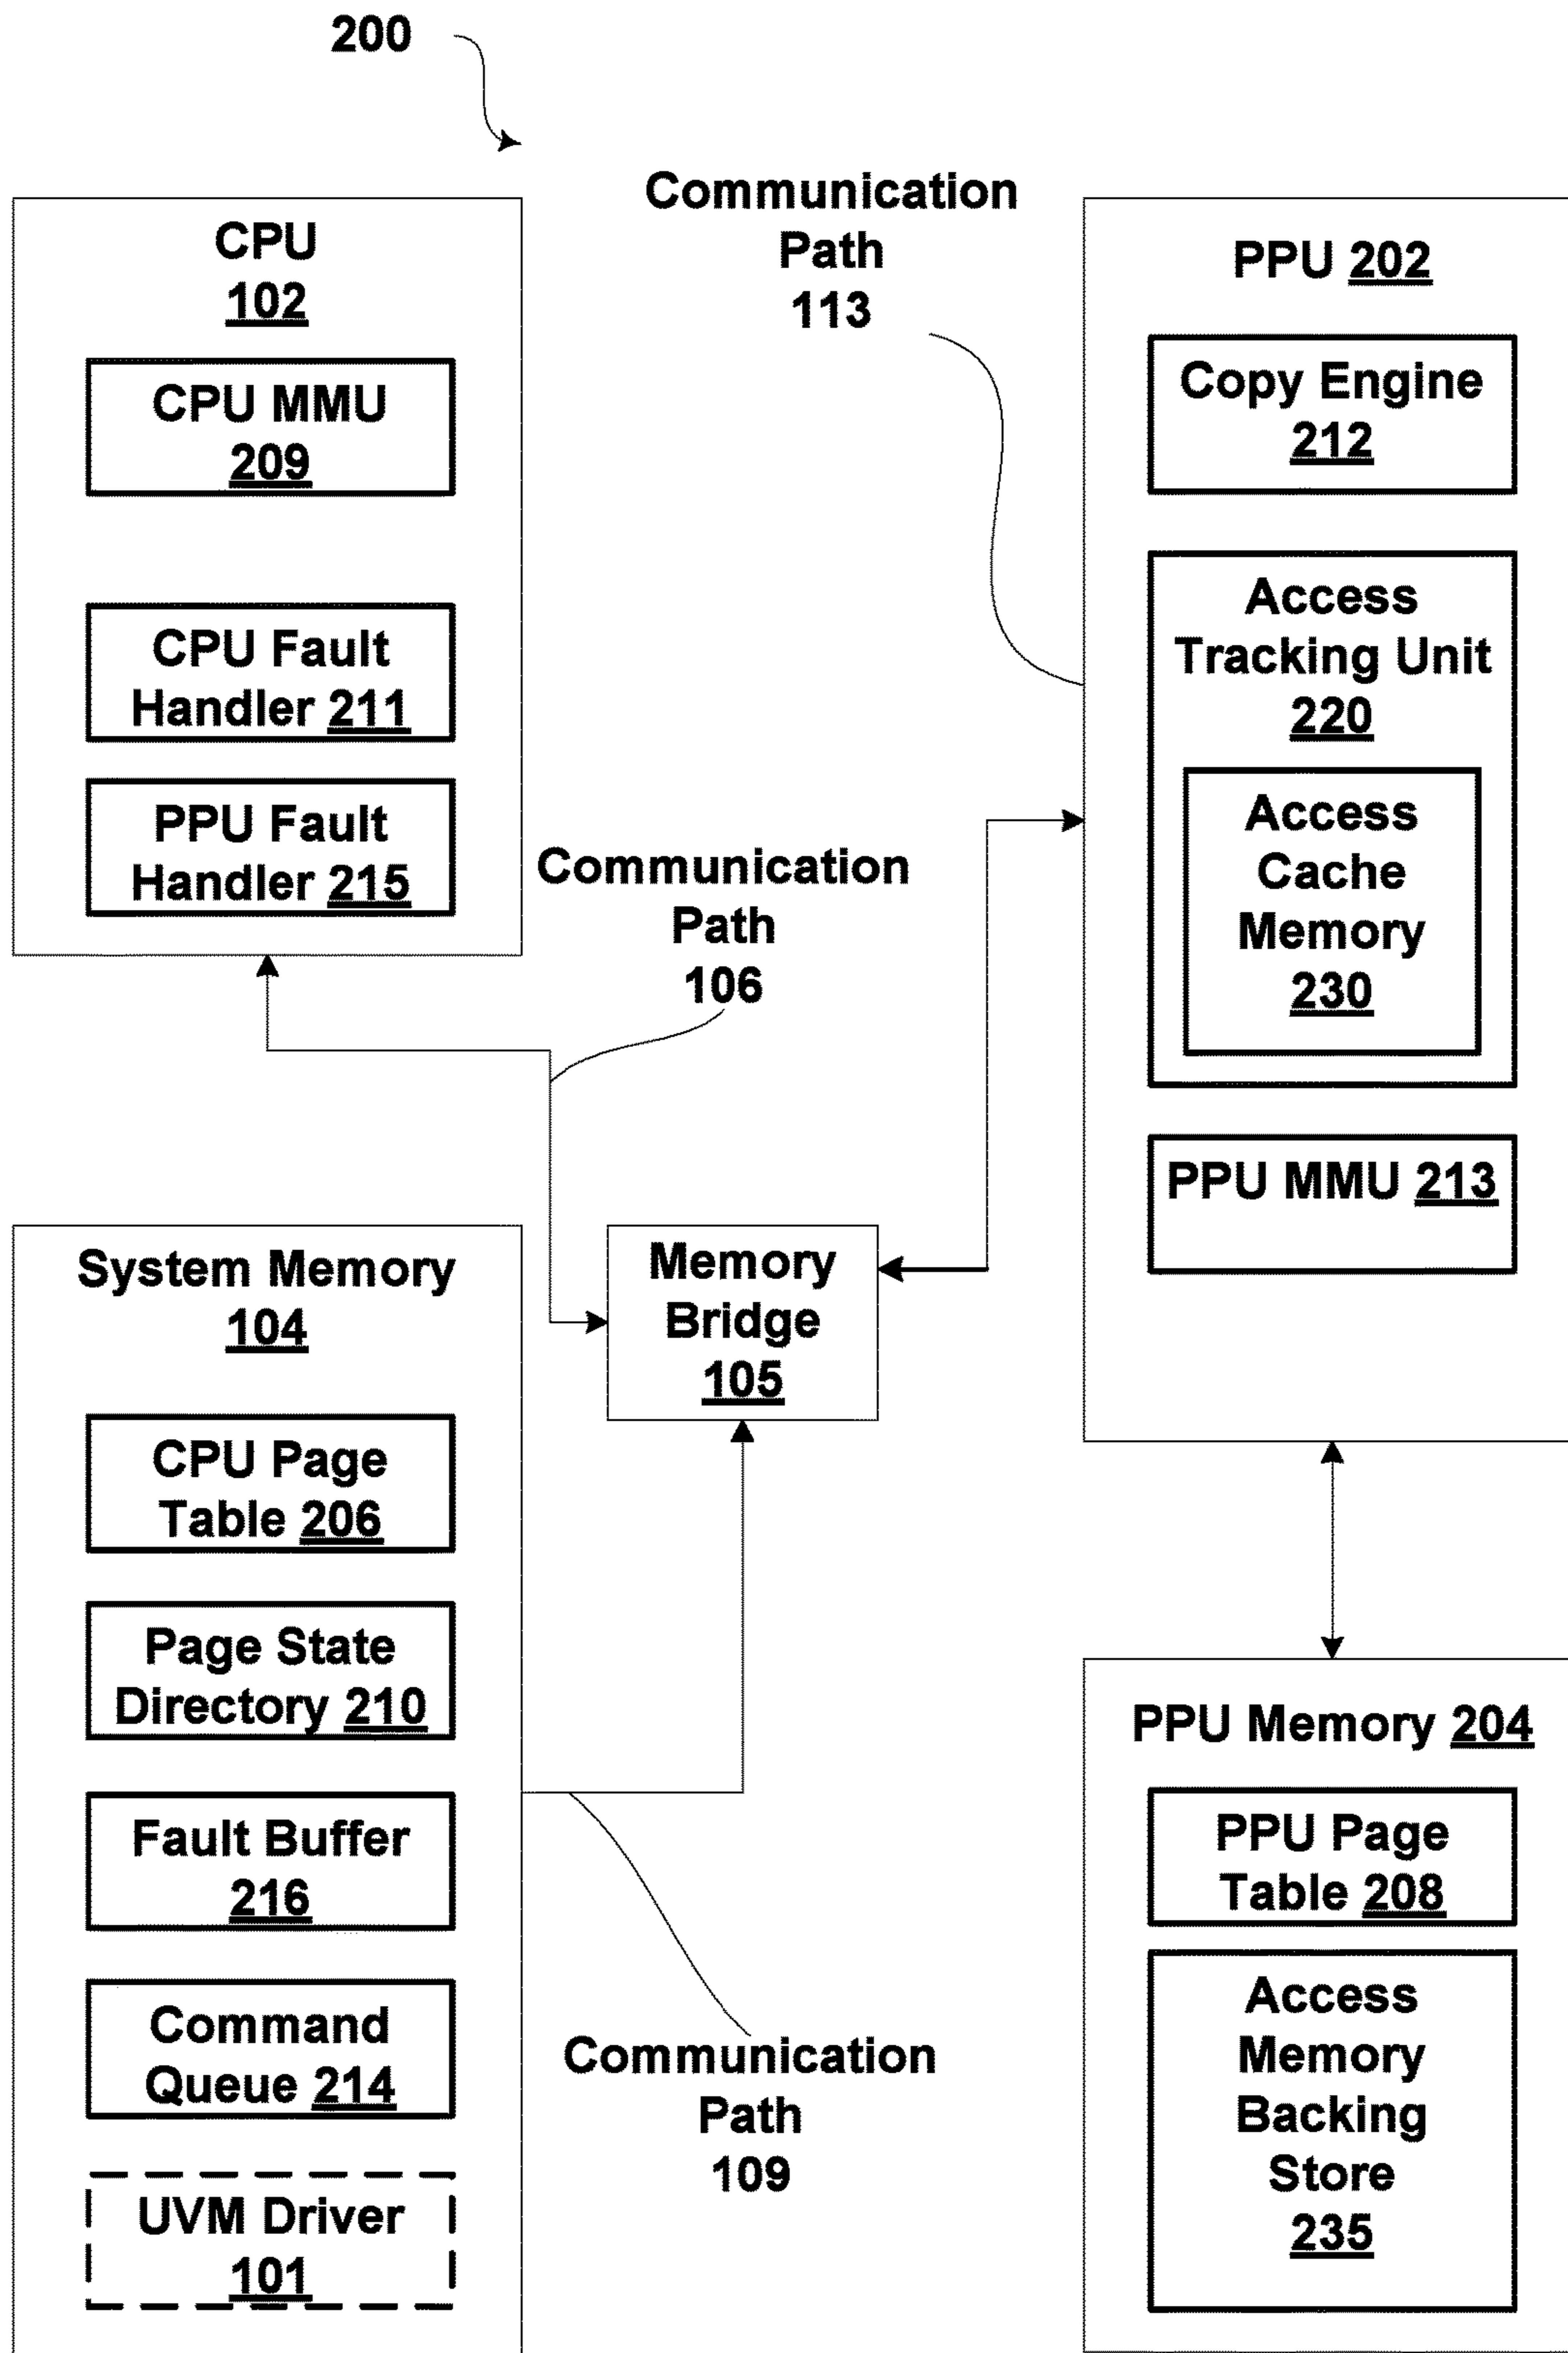 200
CPU
102
CPU MMU
209
CPU Fault
Handler 211
PPU Fault
Handler 215
Communication
Path
113
PPU 202
Copy Engine
212
Access
Tracking Unit
220
Access
Cache
Memory
230
PPU MMU 213
Communication
Path
106
System Memory
104
CPU Page
Table 206
Page State
Directory 210
Fault Buffer
216
Command
Queue 214
UVM Driver
101
Memory
Bridge
105
Communication
Path
109
PPU Memory 204
PPU Page
Table 208
Access
Memory
Backing
Store
235